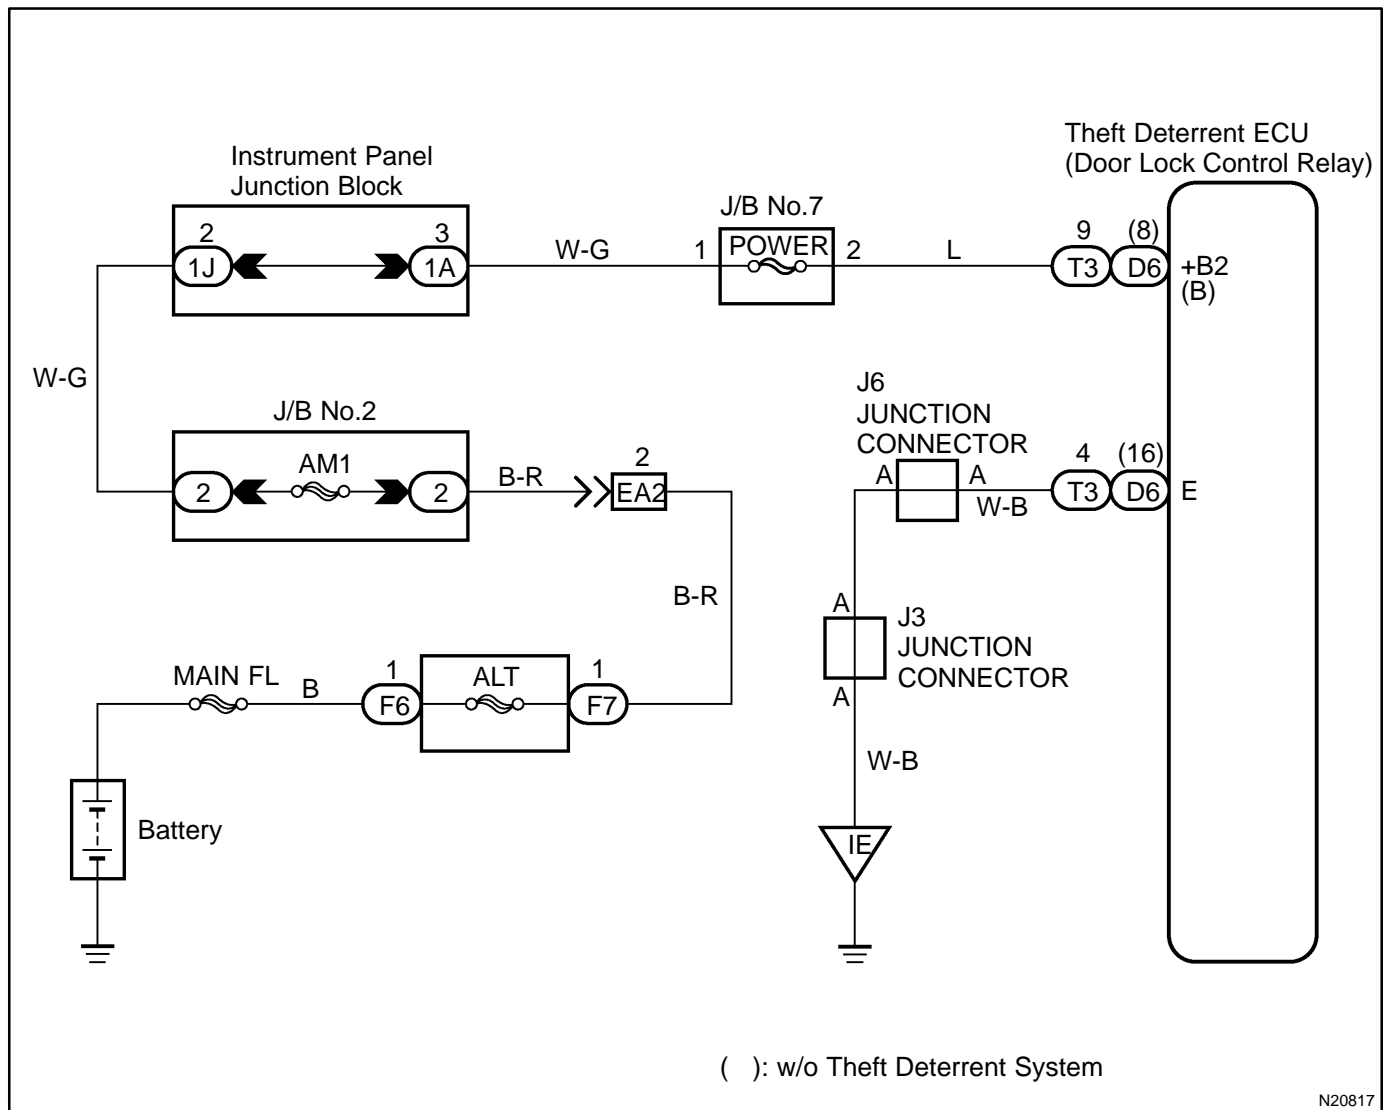 Theft Deterrent ECU
(Door Lock Control Relay)
Instrument Panel
Junction Block
J/B No.7
2
3
1J
1A
W-G
1
POWER
2
L
9
(8)
T3
D6
+B2
(B)
W-G
J/B No.2
AM1
2
2
B-R
2
EA2
J6
JUNCTION
CONNECTOR
A
A
W-B
4
(16)
T3
D6
E
B-R
A
J3
JUNCTION
CONNECTOR
A
MAIN FL
B
1
F6
ALT
1
F7
W-B
Battery
IE
( ): w/o Theft Deterrent System
N20817